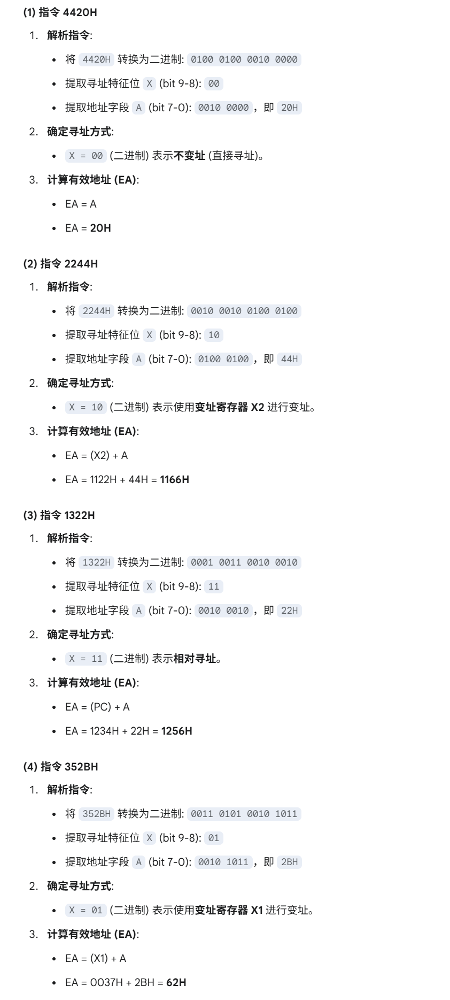 (1) 指令 4420H
1. 解析指令:
• 将 4420H 转换为二进制: 0100 0100 0010 0000
• 提取寻址特征位 X (bit 9-8): 00
• 提取地址字段 A (bit 7-0): 0010 0000，即 20H
2. 确定寻址方式:
• X = 00 (二进制) 表示不变址 (直接寻址)。
3. 计算有效地址 (EA):
• EA = A
• EA = 20H
(2) 指令 2244H
1. 解析指令:
• 将 2244H 转换为二进制: 0010 0010 0100 0100
• 提取寻址特征位 X (bit 9-8): 10
• 提取地址字段 A (bit 7-0): 0100 0100，即 44H
2. 确定寻址方式:
• X = 10 (二进制) 表示使用变址寄存器 X2 进行变址。
3. 计算有效地址 (EA):
• EA = (X2) + A
• EA = 1122H + 44H = 1166H
(3) 指令 1322H
1. 解析指令:
• 将 1322H 转换为二进制: 0001 0011 0010 0010
• 提取寻址特征位 X (bit 9-8): 11
• 提取地址字段 A (bit 7-0): 0010 0010，即 22H
2. 确定寻址方式:
• X = 11 (二进制) 表示相对寻址。
3. 计算有效地址 (EA):
• EA = (PC) + A
• EA = 1234H + 22H = 1256H
(4) 指令 352BH
1. 解析指令:
• 将 352BH 转换为二进制: 0011 0101 0010 1011
• 提取寻址特征位 X (bit 9-8): 01
• 提取地址字段 A (bit 7-0): 0010 1011，即 2BH
2. 确定寻址方式:
• X = 01 (二进制) 表示使用变址寄存器 X1 进行变址。
3. 计算有效地址 (EA):
• EA = (X1) + A
• EA = 0037H + 2BH = 62H